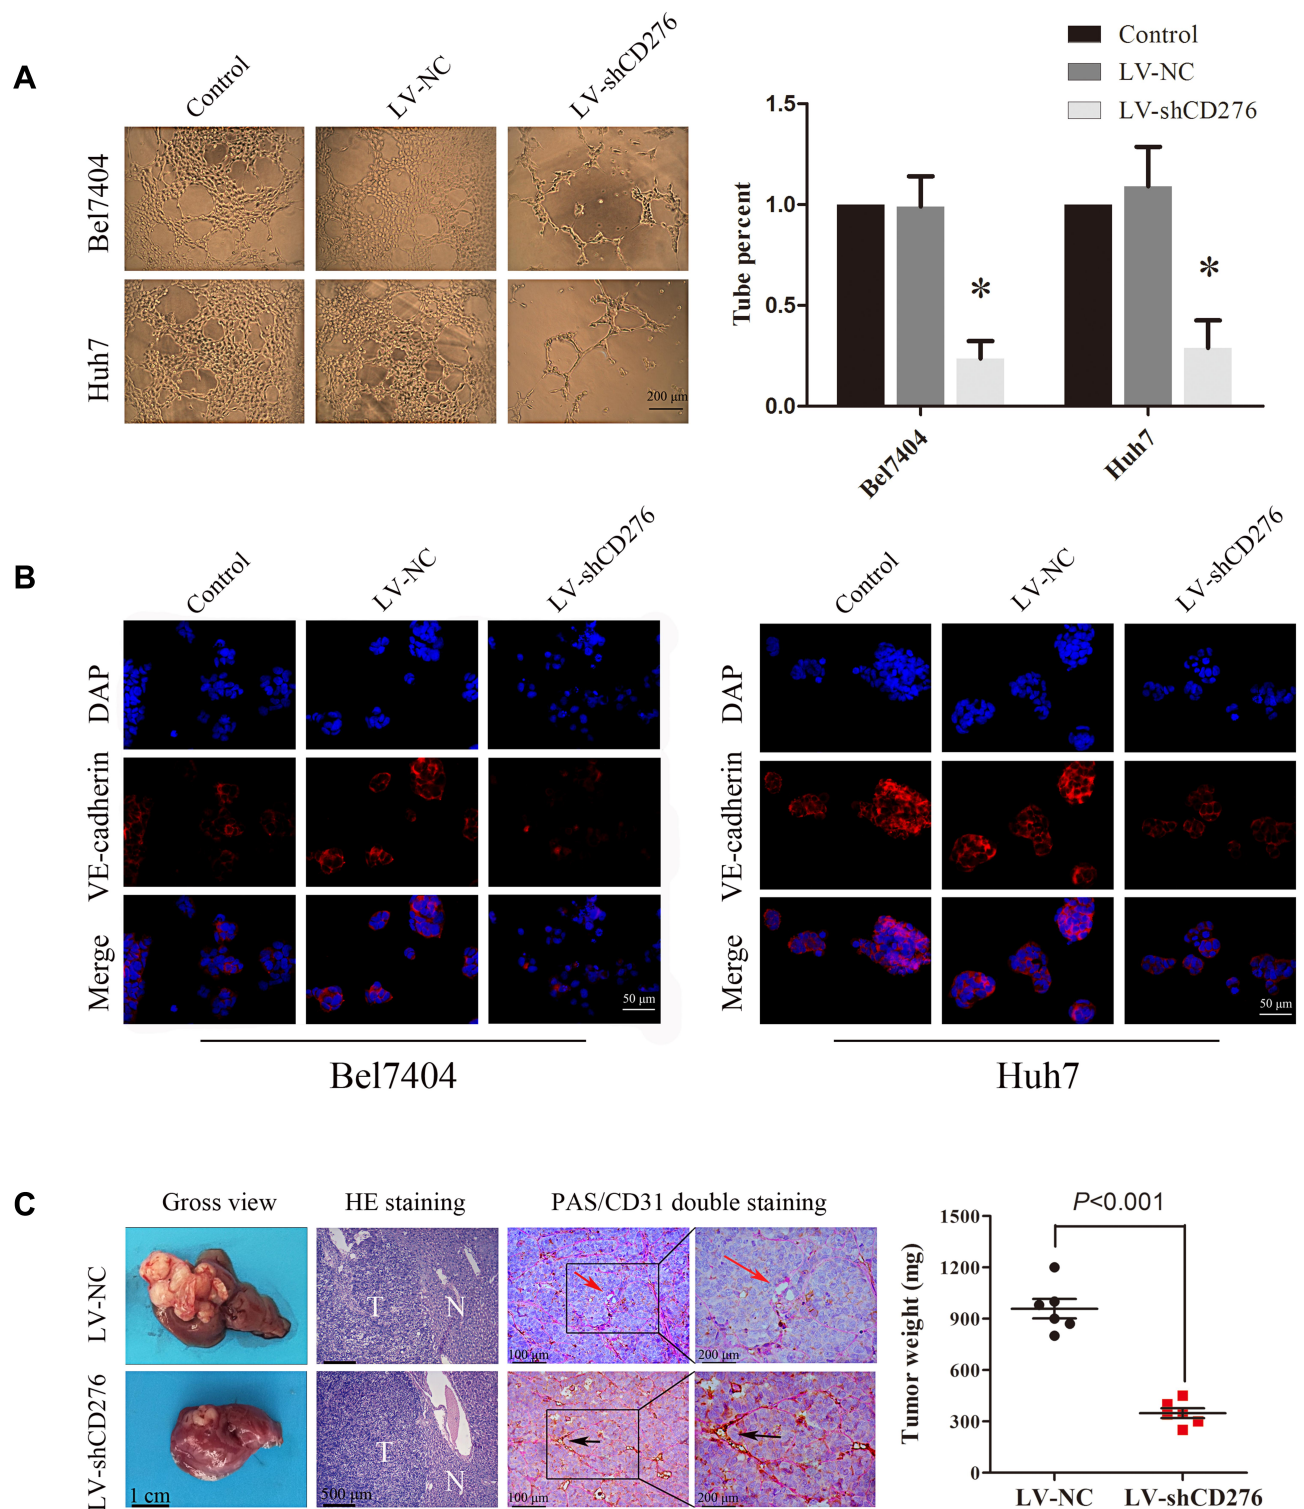 A
Control
LV-NC
LV-shCD276
Bel7404
Huh7
200 μm
Control
LV-NC
LV-shCD276
Tube percent
1.5
1.0
0.5
0.0
*
*
Bel7404
Huh7
B
Control
LV-NC
LV-shCD276
DAP
VE-cadherin
Merge
50 μm
Bel7404
Control
LV-NC
LV-shCD276
DAP
VE-cadherin
Merge
50 μm
Huh7
C
Gross view
HE staining
PAS/CD31 double staining
LV-NC
T
N
100 μm
200 μm
LV-shCD276
1 cm
T
N
500 μm
100 μm
200 μm
P<0.001
Tumor weight (mg)
1500
1200
900
600
300
0
LV-NC
LV-shCD276